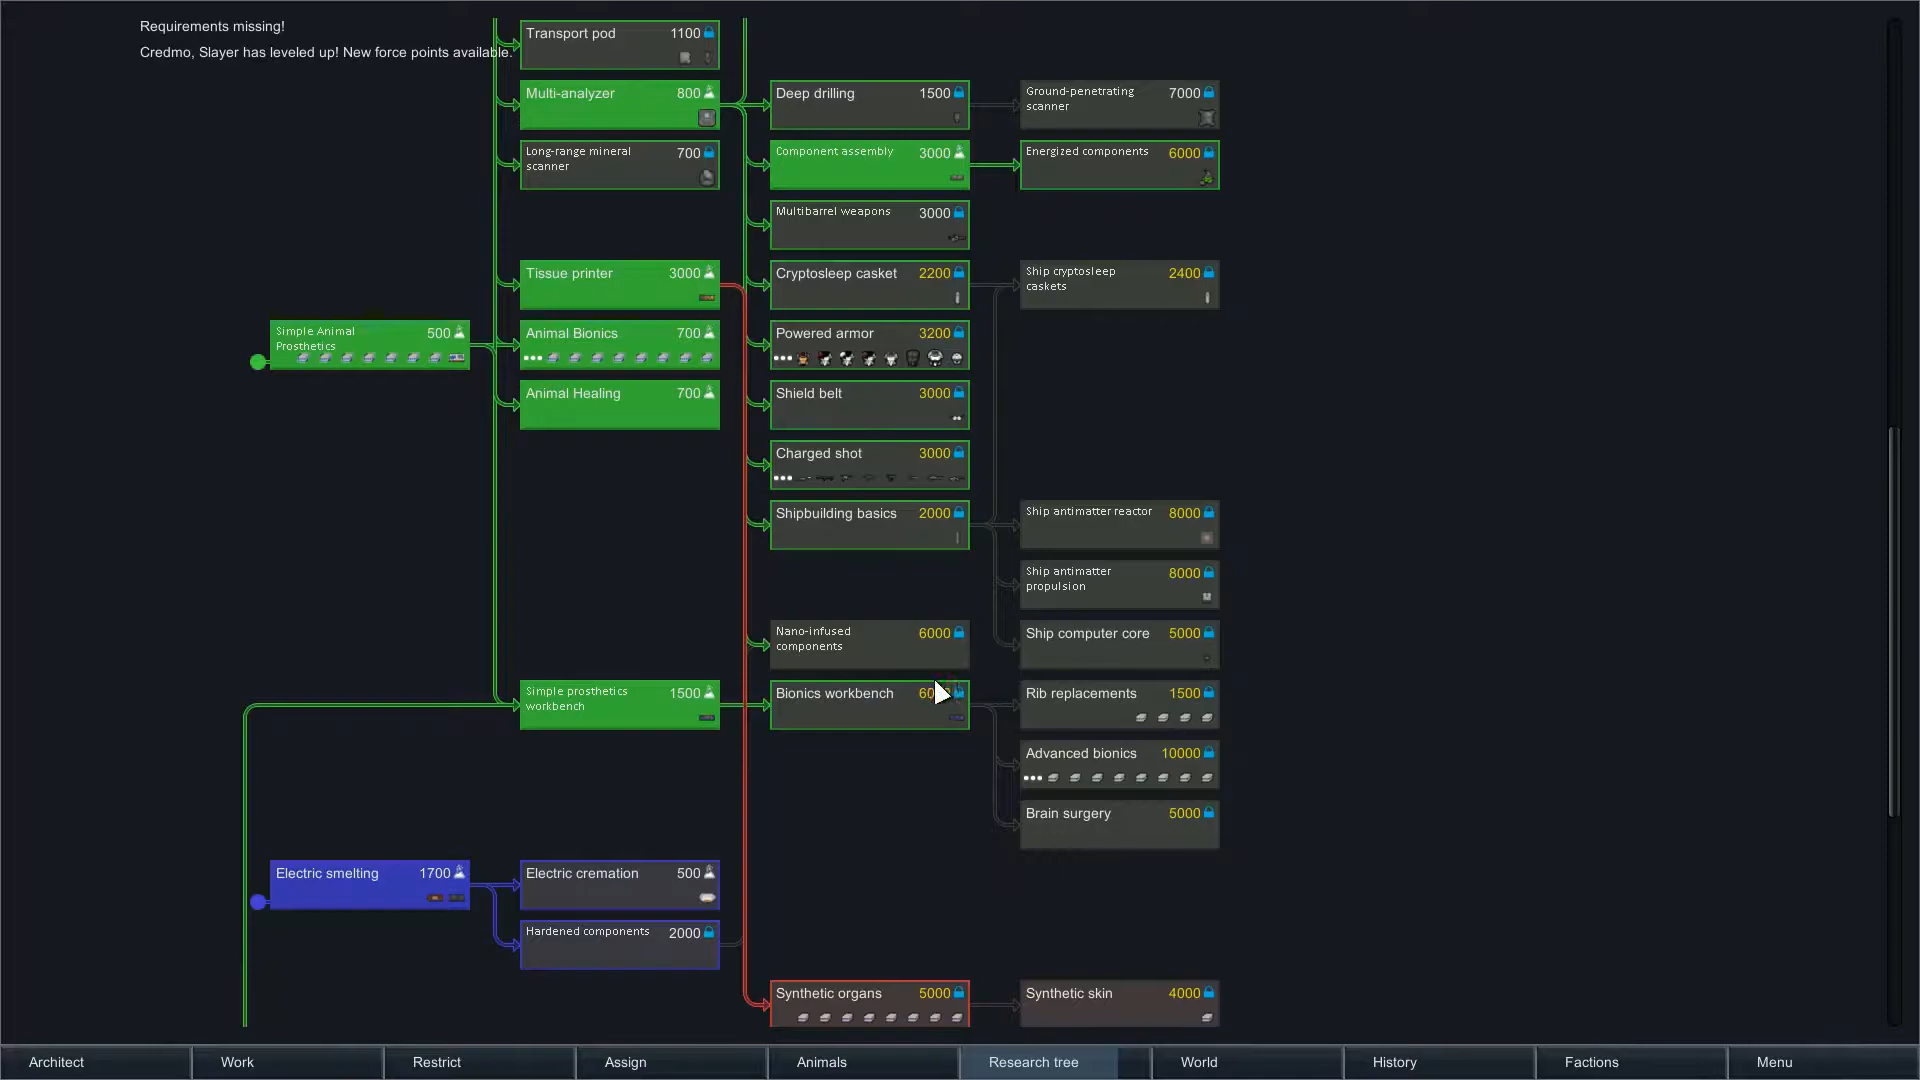 Requirements missing!
Credmo, Slayer has leveled up! New force points available.
Transport pod 1100
Multi-analyzer 800
Deep drilling 1500
Ground-penetrating
scanner 7000
Long-range mineral
scanner 700
Component assembly 3000
Energized components 6000
Multibarrel weapons 3000
Tissue printer 3000
Cryptosleep casket 2200
Ship cryptosleep
caskets 2400
Simple Animal
Prosthetics 500
Animal Bionics 700
Powered armor 3200
Animal Healing 700
Shield belt 3000
Charged shot 3000
Shipbuilding basics 2000
Ship antimatter reactor 8000
Ship antimatter
propulsion 8000
Nano-infused
components 6000
Ship computer core 5000
Simple prosthetics
workbench 1500
Bionics workbench
Rib replacements 1500
Advanced bionics 10000
Brain surgery 5000
Electric smelting 1700
Electric cremation 500
Hardened components 2000
Synthetic organs 5000
Synthetic skin 4000
Architect Work Restrict Assign Animals Research tree World History Factions Menu